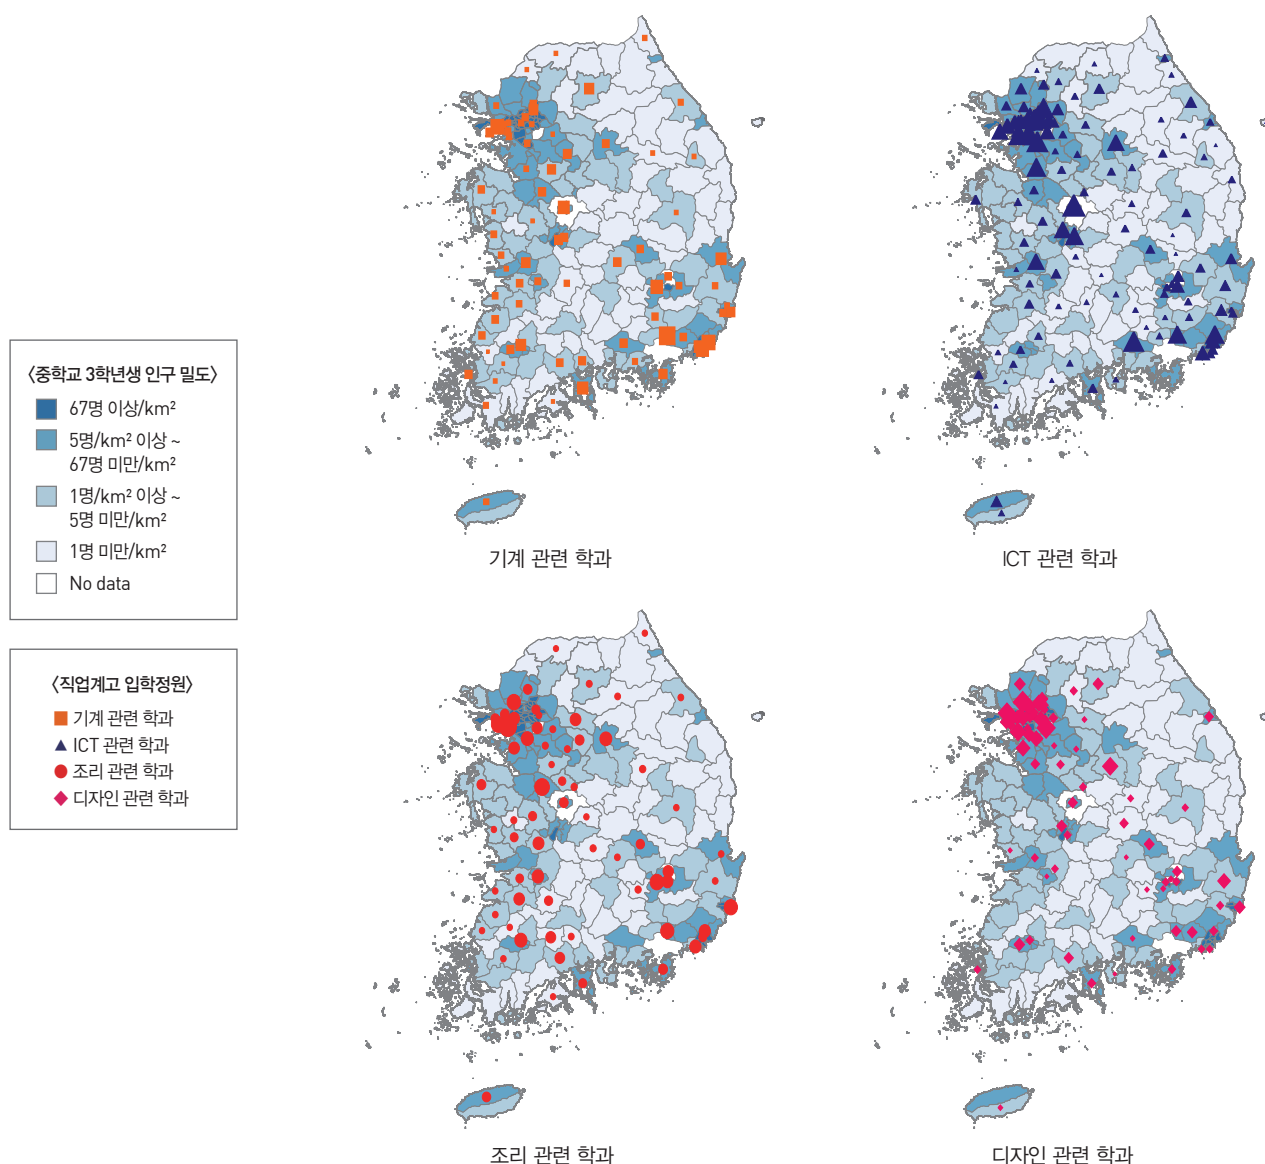 〈중학교 3학년생 인구 밀도〉
67명 이상/km²
5명/km² 이상 ~
67명 미만/km²
1명/km² 이상 ~
5명 미만/km²
1명 미만/km²
No data
〈직업계고 입학정원〉
기계 관련 학과
ICT 관련 학과
조리 관련 학과
디자인 관련 학과
기계 관련 학과
ICT 관련 학과
조리 관련 학과
디자인 관련 학과